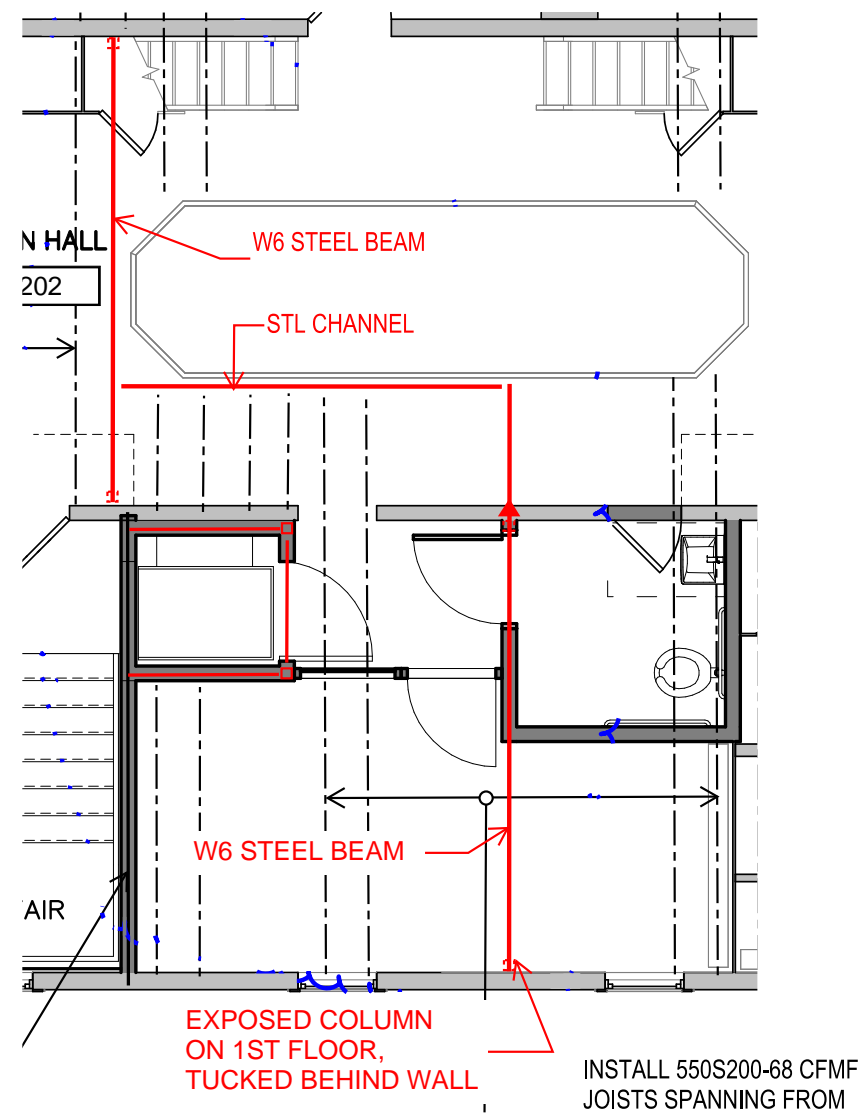 W6 STEEL BEAM
N HALL
202
STL CHANNEL
W6 STEEL BEAM
AIR
EXPOSED COLUMN
ON 1ST FLOOR,
TUCKED BEHIND WALL
INSTALL 550S200-68 CFMF
JOISTS SPANNING FROM